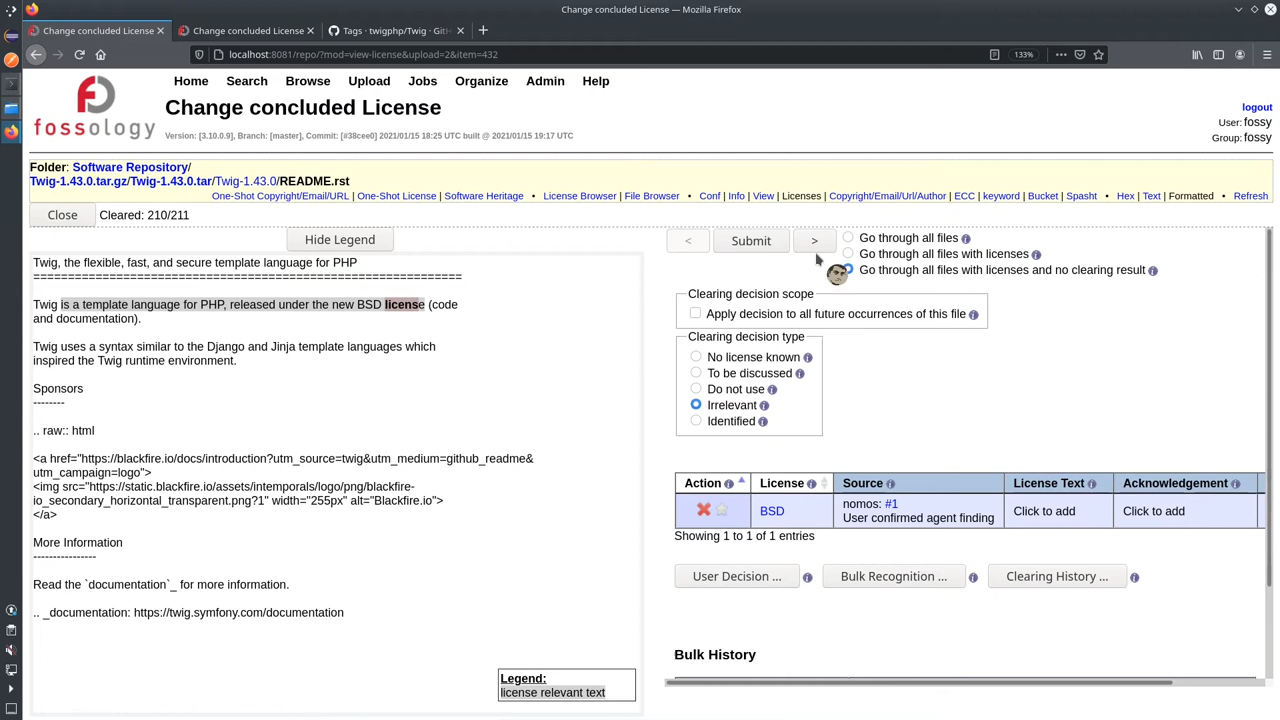 Change concluded License — Mozilla Firefox
Change concluded License
Change concluded License
Tags · twigphp/Twig · GitH
localhost:8081/repo/?mod=view-license&upload=2&item=432
133%
fossology
Home Search Browse Upload Jobs Organize Admin Help
Change concluded License
Version: [3.10.0.9], Branch: [master], Commit: [#38cee0] 2021/01/15 18:25 UTC built @ 2021/01/15 19:17 UTC
logout
User: fossy
Group: fossy
Folder: Software Repository/
Twig-1.43.0.tar.gz/Twig-1.43.0.tar/Twig-1.43.0/README.rst
One-Shot Copyright/Email/URL | One-Shot License | Software Heritage • License Browser | File Browser • Conf | Info | View | Licenses | Copyright/Email/Url/Author | ECC | keyword | Bucket | Spasht • Hex | Text | Formatted • Refresh
Close Cleared: 210/211
Hide Legend
Twig, the flexible, fast, and secure template language for PHP
============================================================
Twig is a template language for PHP, released under the new BSD license (code
and documentation).
Twig uses a syntax similar to the Django and Jinja template languages which
inspired the Twig runtime environment.
Sponsors
--------
.. raw:: html
<a href="https://blackfire.io/docs/introduction?utm_source=twig&utm_medium=github_readme&
utm_campaign=logo">
<img src="https://static.blackfire.io/assets/intemporals/logo/png/blackfire-
io_secondary_horizontal_transparent.png?1" width="255px" alt="Blackfire.io">
</a>
More Information
----------------
Read the `documentation`_ for more information.
.. _documentation: https://twig.symfony.com/documentation
Legend:
license relevant text
< Submit >
Go through all files
Go through all files with licenses
Go through all files with licenses and no clearing result
Clearing decision scope
Apply decision to all future occurrences of this file
Clearing decision type
No license known
To be discussed
Do not use
Irrelevant
Identified
Action License Source License Text Acknowledgement
BSD nomos: #1 Click to add Click to add
User confirmed agent finding
Showing 1 to 1 of 1 entries
User Decision ... Bulk Recognition ... Clearing History ...
Bulk History